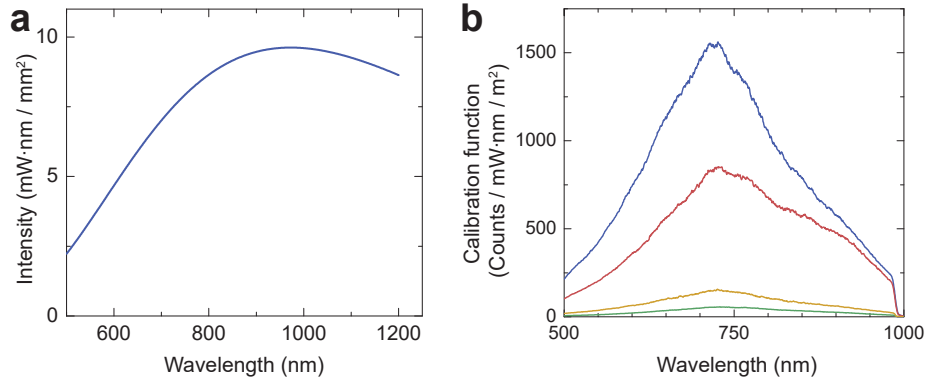 a
Intensity (mW·nm / mm²)
10
5
0
600
800
1000
1200
Wavelength (nm)
b
Calibration function
(Counts / mW·nm / m²)
1500
1000
500
0
500
750
1000
Wavelength (nm)